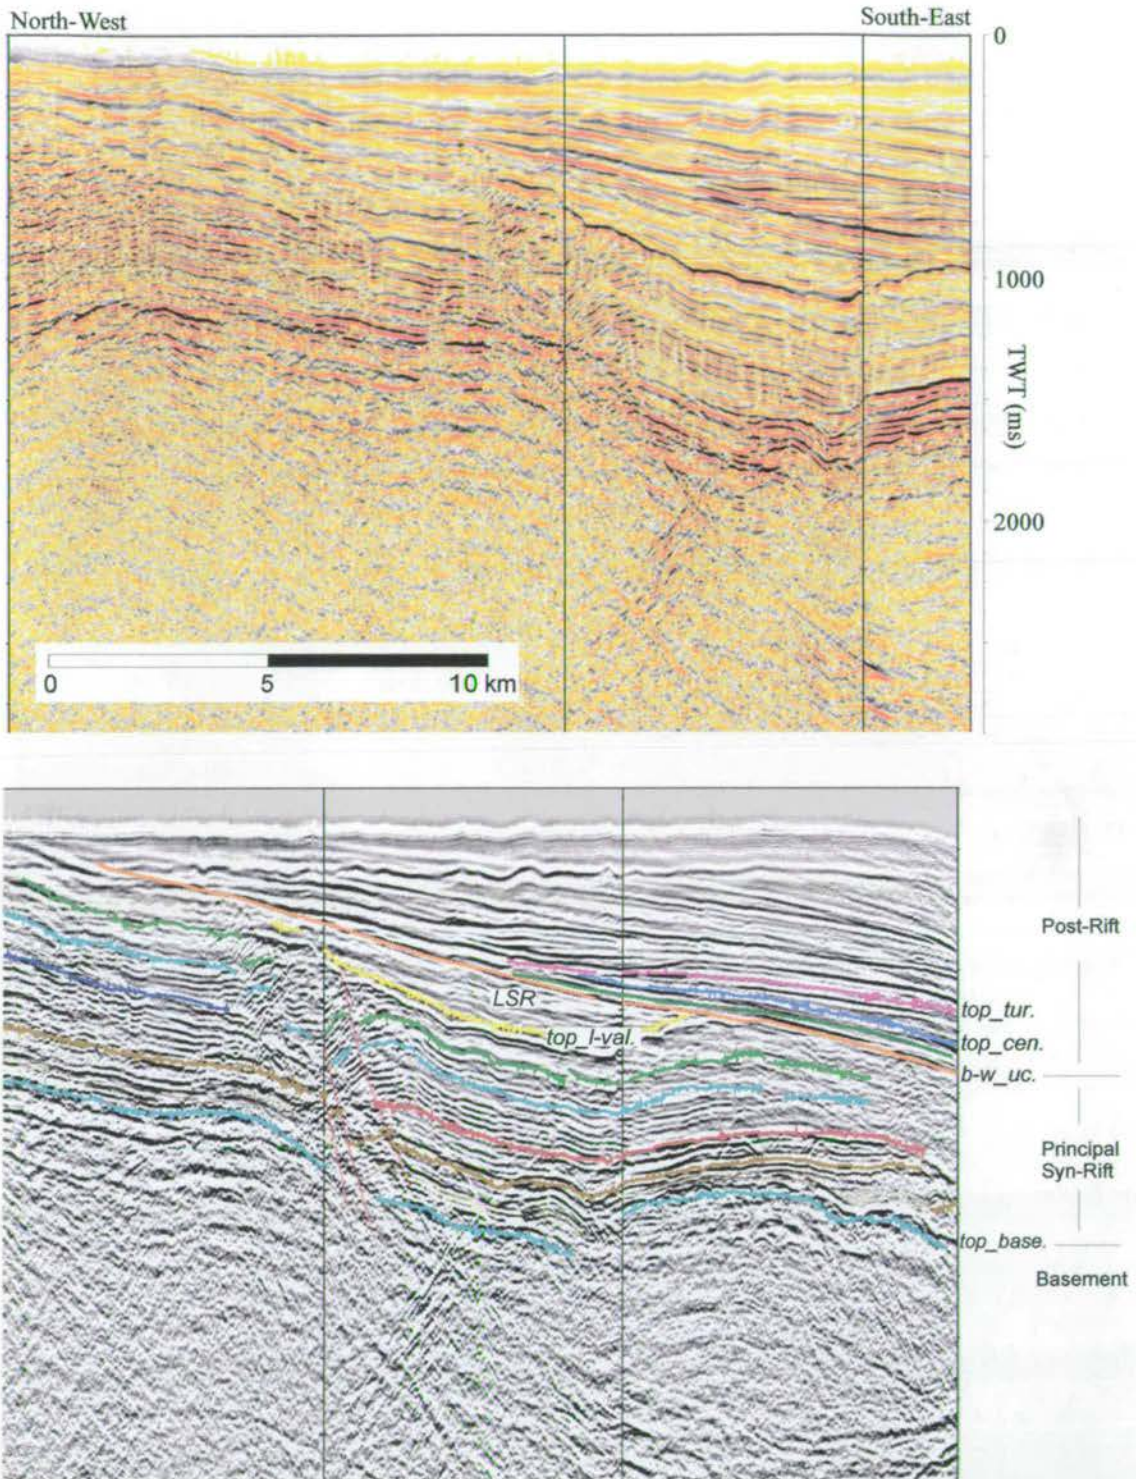 North-West
South-East
0
1000
TWT (ms)
2000
0 5 10 km
Post-Rift
LSR
top_tur.
top_l-val.
top_cen.
b-w_uc.
Principal
Syn-Rift
top_base.
Basement